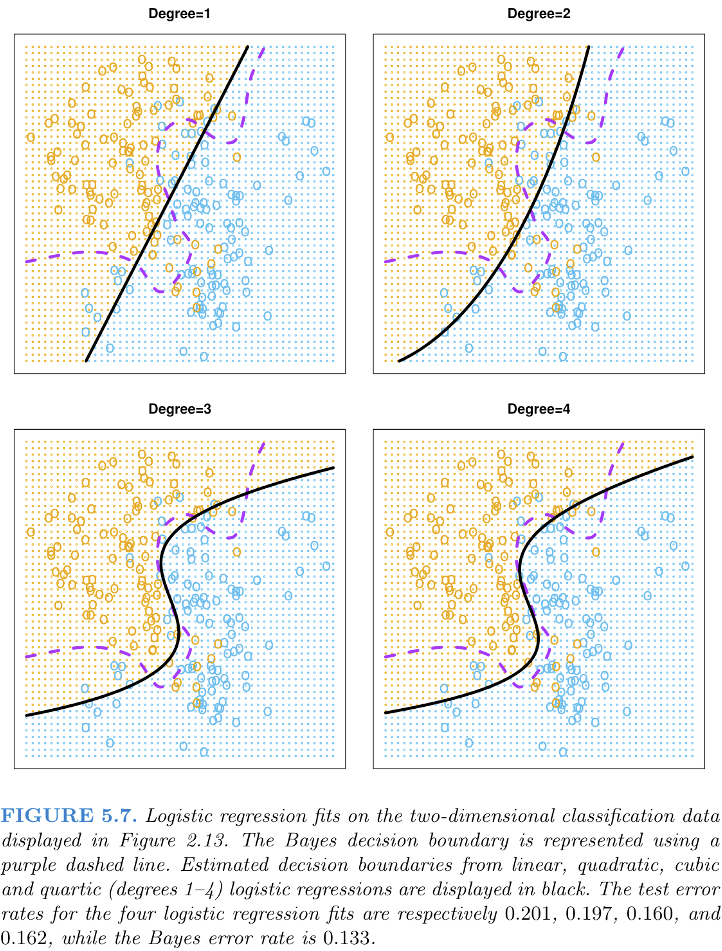 Degree=1
Degree=2
Degree=3
Degree=4
FIGURE 5.7. Logistic regression fits on the two-dimensional classification data
displayed in Figure 2.13. The Bayes decision boundary is represented using a
purple dashed line. Estimated decision boundaries from linear, quadratic, cubic
and quartic (degrees 1–4) logistic regressions are displayed in black. The test error
rates for the four logistic regression fits are respectively 0.201, 0.197, 0.160, and
0.162, while the Bayes error rate is 0.133.